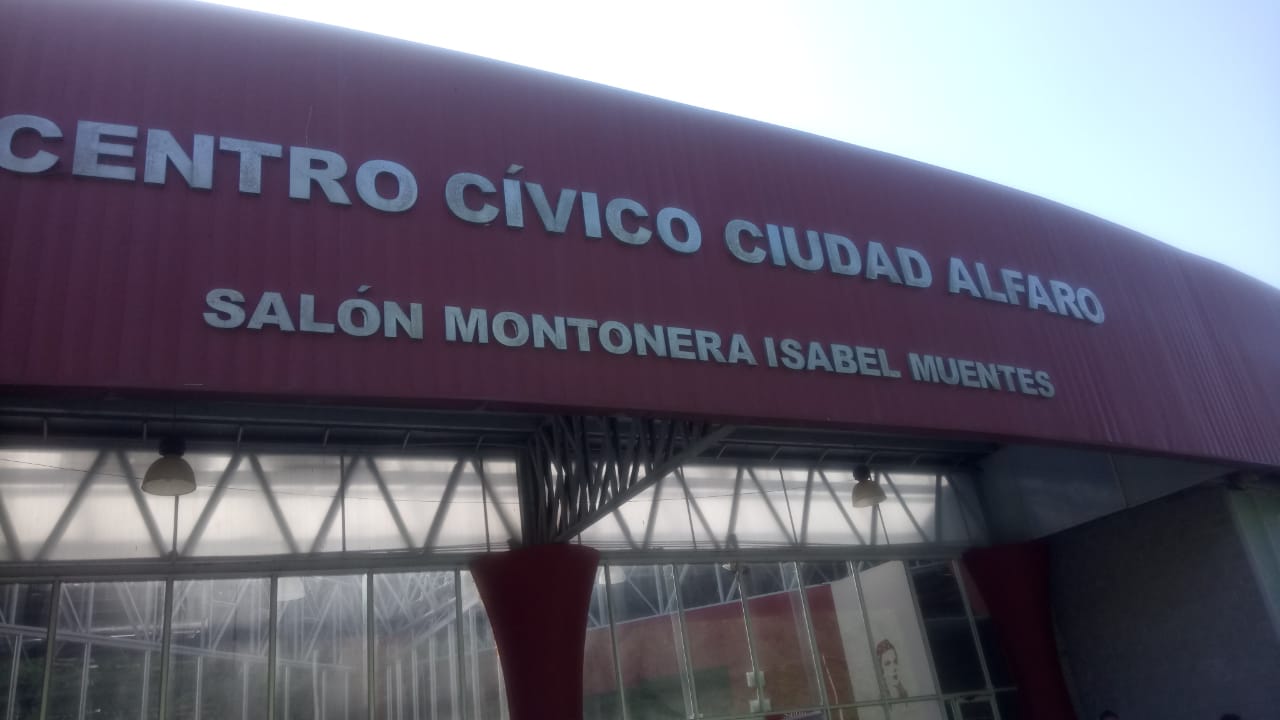 CENTRO CÍVICO CIUDAD ALFARO
SALÓN MONTONERA ISABEL MUENTES